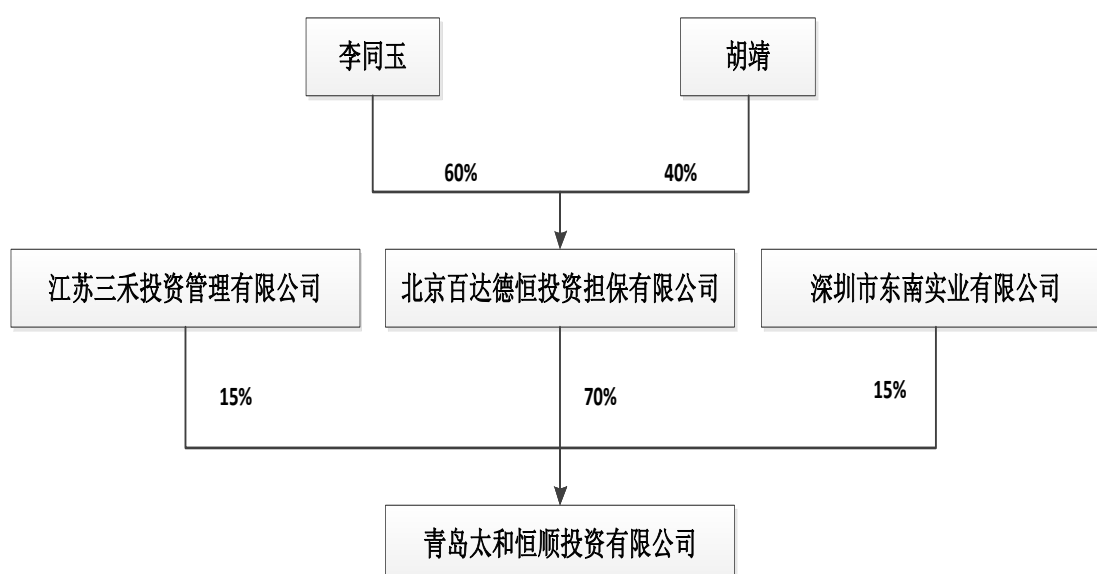 李同玉
胡靖
60%
40%
江苏三禾投资管理有限公司
北京百达德恒投资担保有限公司
深圳市东南实业有限公司
15%
70%
15%
青岛太和恒顺投资有限公司